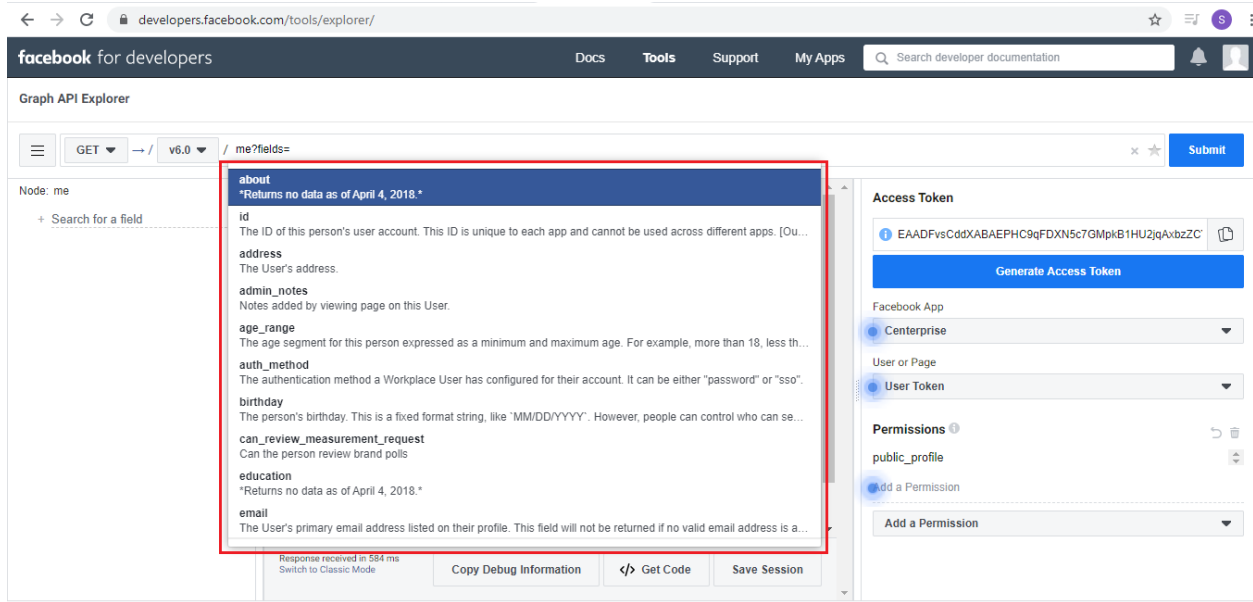 developers.facebook.com/tools/explorer/
S
facebook for developers
Docs
Tools
Support
My Apps
Search developer documentation
Graph API Explorer
GET
→ /
v6.0
/ me?fields=
Submit
Node: me
+ Search for a field
about
*Returns no data as of April 4, 2018.*
id
The ID of this person's user account. This ID is unique to each app and cannot be used across different apps. [Ou...
address
The User's address.
admin_notes
Notes added by viewing page on this User.
age_range
The age segment for this person expressed as a minimum and maximum age. For example, more than 18, less th...
auth_method
The authentication method a Workplace User has configured for their account. It can be either "password" or "sso".
birthday
The person's birthday. This is a fixed format string, like `MM/DD/YYYY`. However, people can control who can se...
can_review_measurement_request
Can the person review brand polls
education
*Returns no data as of April 4, 2018.*
email
The User's primary email address listed on their profile. This field will not be returned if no valid email address is a...
Response received in 584 ms
Switch to Classic Mode
Copy Debug Information
</> Get Code
Save Session
Access Token
EAADFvsCddXABAEPHC9qFDXN5c7GMpkB1HU2jqAxbzZC
Generate Access Token
Facebook App
Centerprise
User or Page
User Token
Permissions
public_profile
Add a Permission
Add a Permission